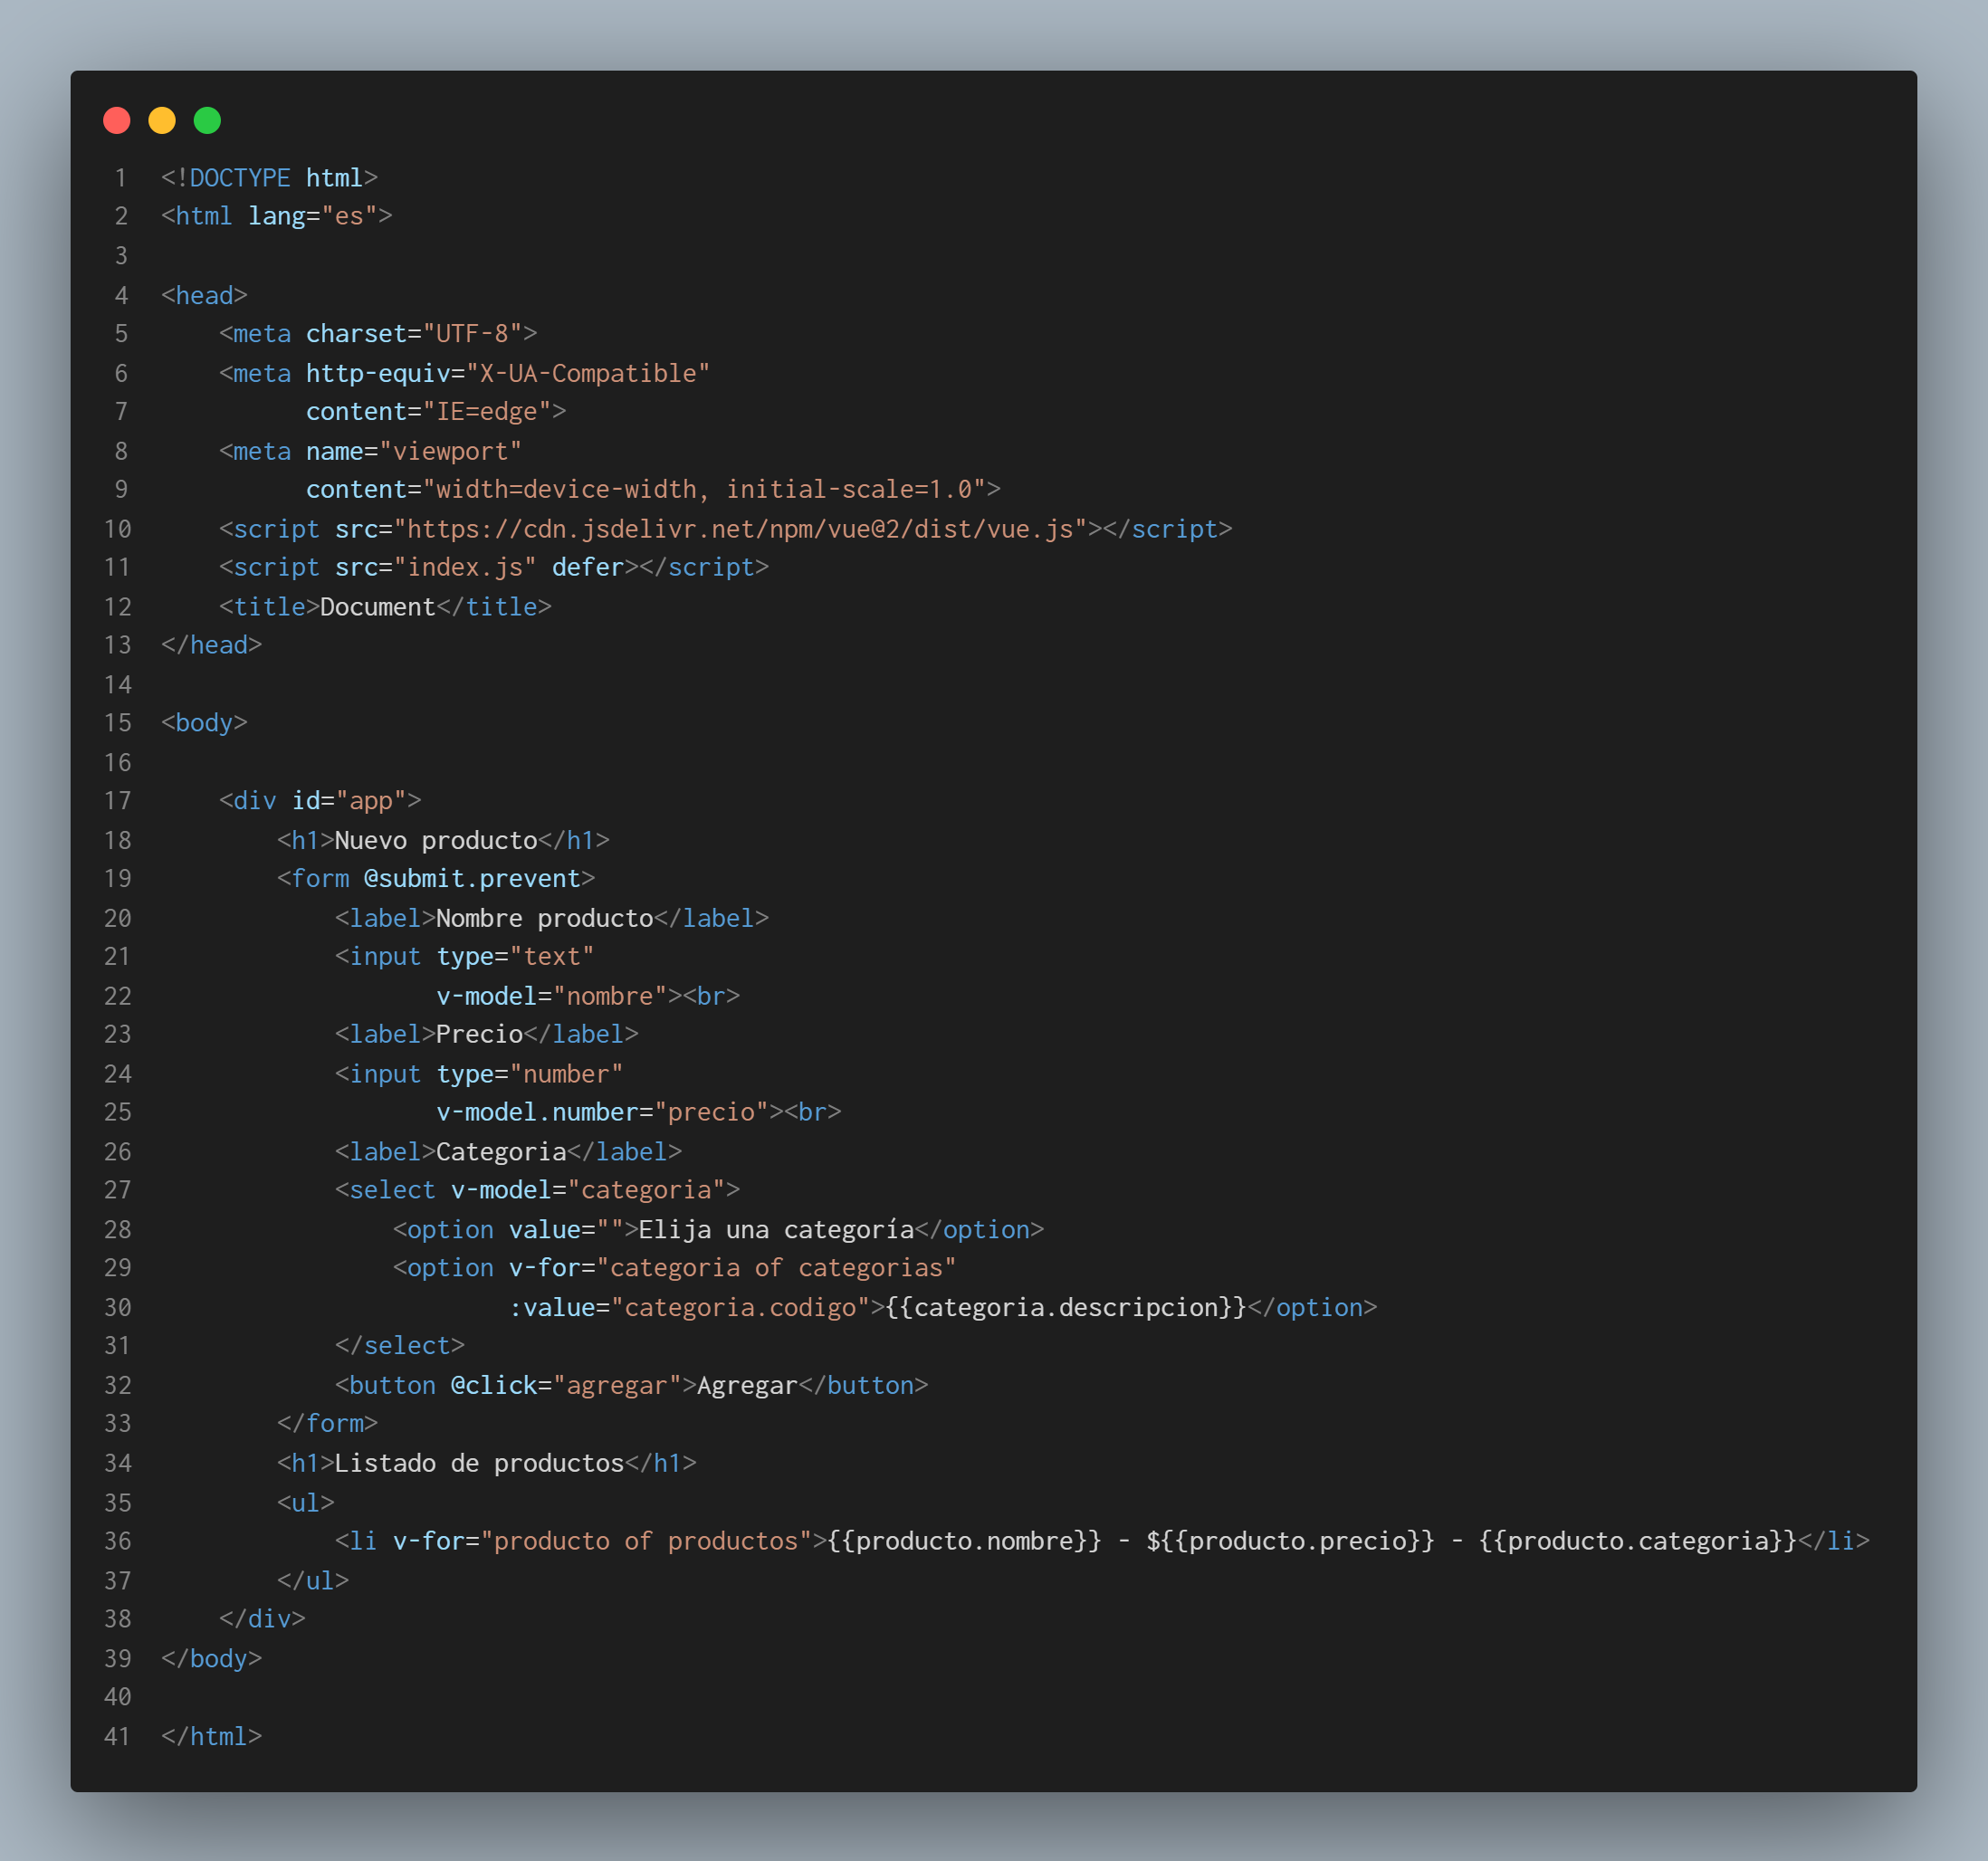 1 <!DOCTYPE html>
2 <html lang="es">
3
4 <head>
5     <meta charset="UTF-8">
6     <meta http-equiv="X-UA-Compatible"
7           content="IE=edge">
8     <meta name="viewport"
9           content="width=device-width, initial-scale=1.0">
10     <script src="https://cdn.jsdelivr.net/npm/vue@2/dist/vue.js"></script>
11     <script src="index.js" defer></script>
12     <title>Document</title>
13 </head>
14
15 <body>
16
17     <div id="app">
18         <h1>Nuevo producto</h1>
19         <form @submit.prevent>
20             <label>Nombre producto</label>
21             <input type="text"
22                    v-model="nombre"><br>
23             <label>Precio</label>
24             <input type="number"
25                    v-model.number="precio"><br>
26             <label>Categoria</label>
27             <select v-model="categoria">
28                 <option value="">Elija una categoría</option>
29                 <option v-for="categoria of categorias"
30                         :value="categoria.codigo">{{categoria.descripcion}}</option>
31             </select>
32             <button @click="agregar">Agregar</button>
33         </form>
34         <h1>Listado de productos</h1>
35         <ul>
36             <li v-for="producto of productos">{{producto.nombre}} - ${{producto.precio}} - {{producto.categoria}}</li>
37         </ul>
38     </div>
39 </body>
40
41 </html>